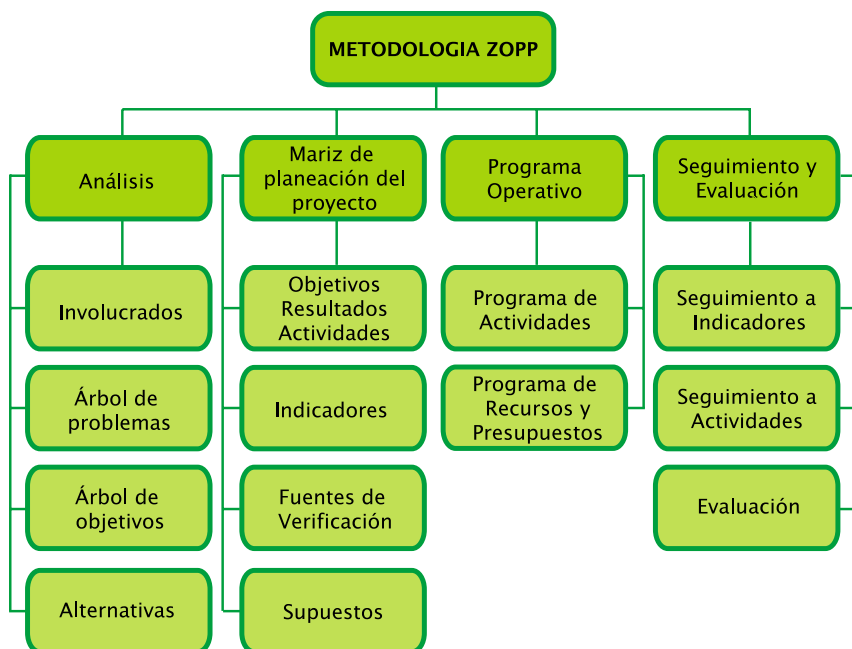 METODOLOGIA ZOPP
Análisis
Mariz de
planeación del
proyecto
Programa
Operativo
Seguimiento y
Evaluación
Involucrados
Objetivos
Resultados
Actividades
Programa de
Actividades
Seguimiento a
Indicadores
Árbol de
problemas
Indicadores
Programa de
Recursos y
Presupuestos
Seguimiento a
Actividades
Árbol de
objetivos
Fuentes de
Verificación
Evaluación
Alternativas
Supuestos